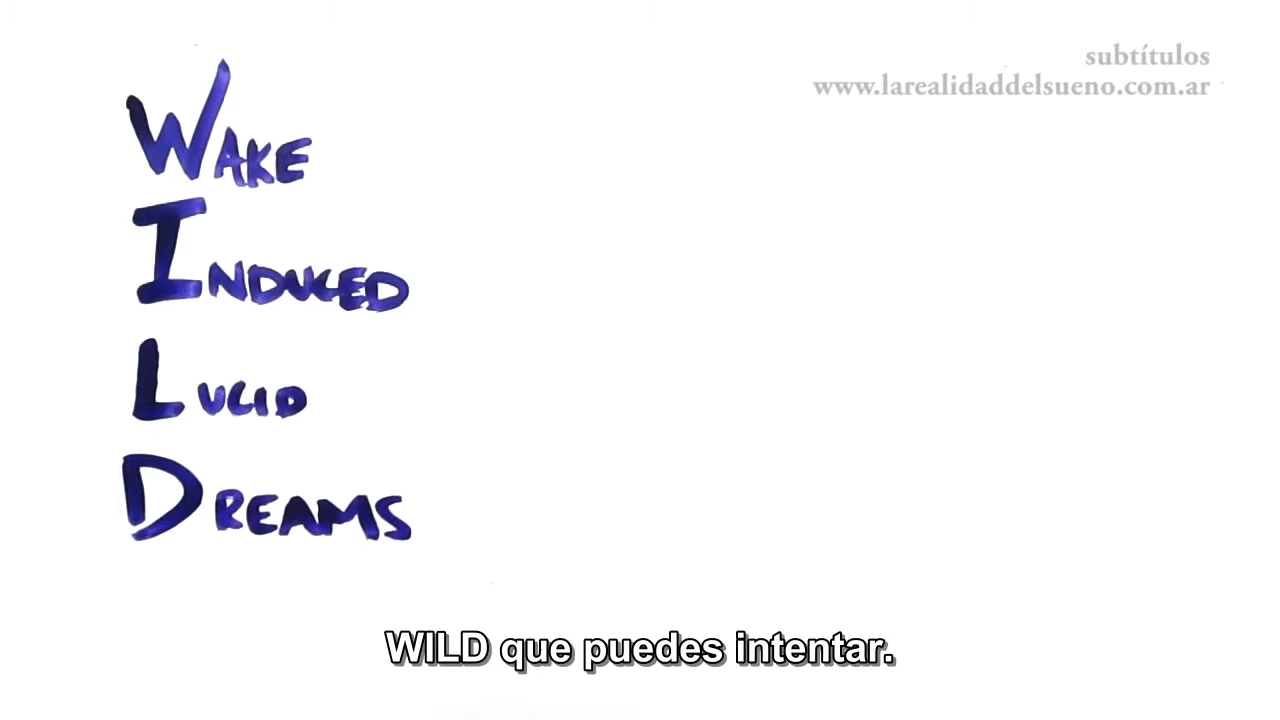 subtítulos
www.larealidaddelsueno.com.ar
WAKE
INDUCED
LUCID
DREAMS
WILD que puedes intentar.